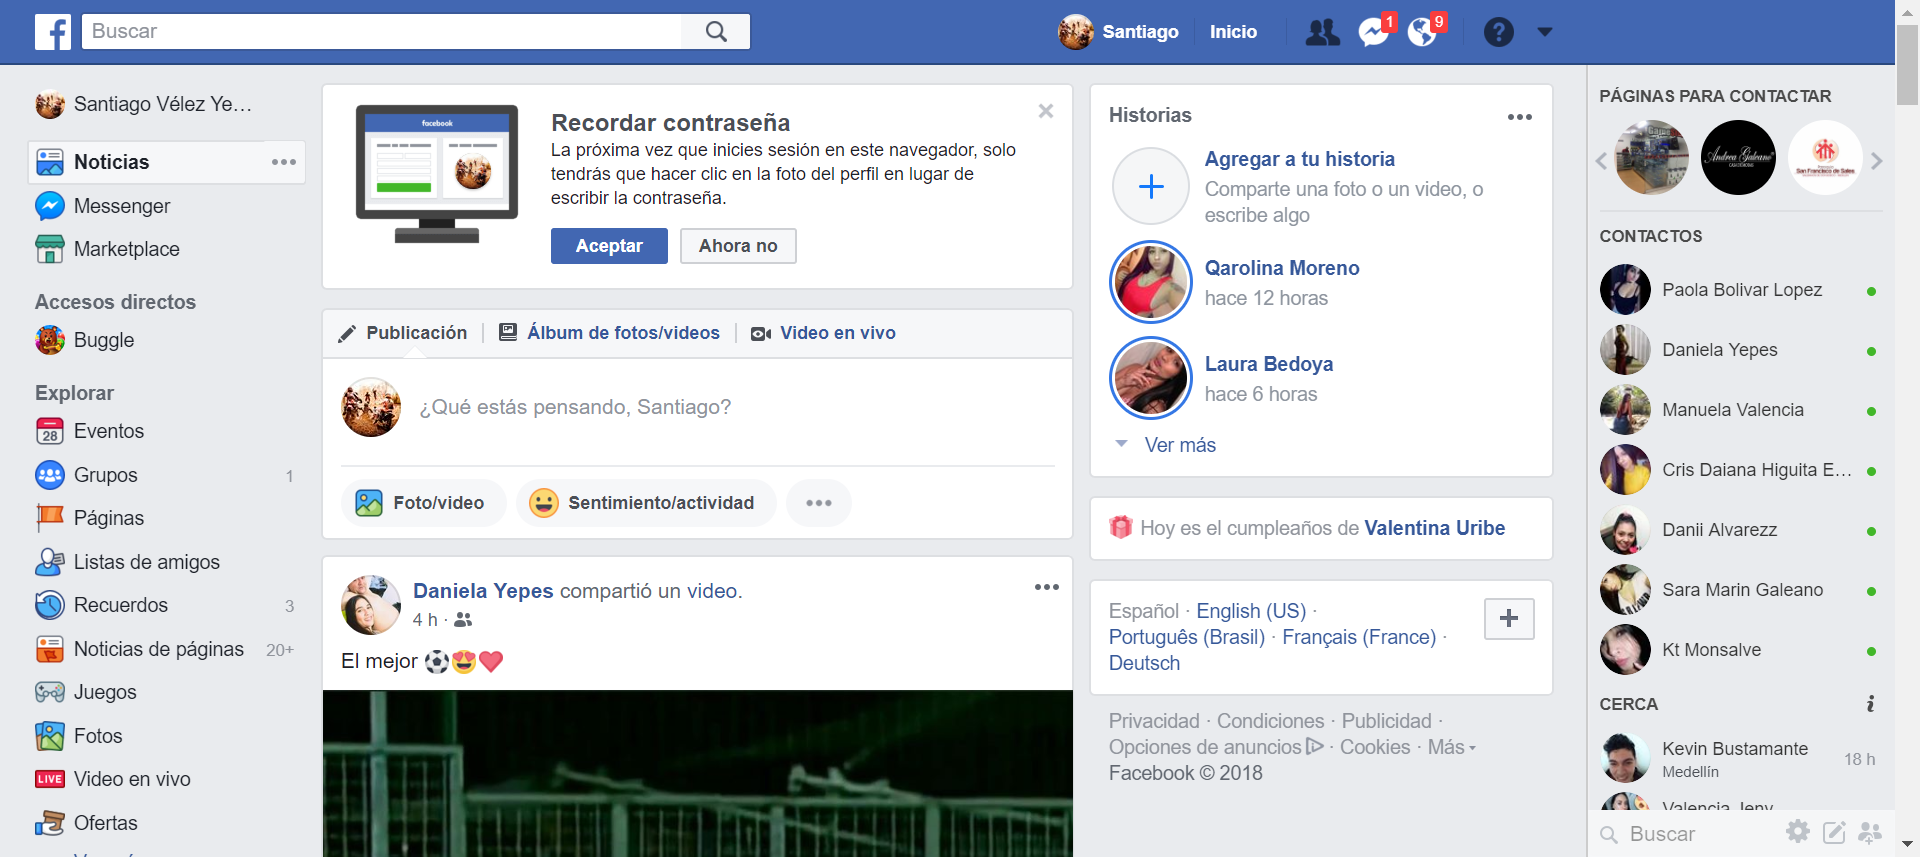 Buscar
Santiago
Inicio
1
9
Santiago Vélez Ye...
Noticias
Messenger
Marketplace
Accesos directos
Buggle
Explorar
28
Eventos
Grupos 1
Páginas
Listas de amigos
Recuerdos 3
Noticias de páginas 20+
Juegos
Fotos
LIVE
Video en vivo
Ofertas
facebook
Recordar contraseña
La próxima vez que inicies sesión en este navegador, solo
tendrás que hacer clic en la foto del perfil en lugar de
escribir la contraseña.
Aceptar
Ahora no
Publicación
Álbum de fotos/videos
Video en vivo
¿Qué estás pensando, Santiago?
Foto/video
Sentimiento/actividad
Daniela Yepes compartió un video.
4 h ·
El mejor ⚽😍❤
Historias
Agregar a tu historia
Comparte una foto o un video, o
escribe algo
Qarolina Moreno
hace 12 horas
Laura Bedoya
hace 6 horas
Ver más
Hoy es el cumpleaños de Valentina Uribe
Español · English (US) ·
Português (Brasil) · Français (France) ·
Deutsch
Privacidad · Condiciones · Publicidad ·
Opciones de anuncios · Cookies · Más
Facebook © 2018
PÁGINAS PARA CONTACTAR
Andrea Galeano
San Francisco de Sales
CONTACTOS
Paola Bolivar Lopez
Daniela Yepes
Manuela Valencia
Cris Daiana Higuita E...
Danii Alvarezz
Sara Marin Galeano
Kt Monsalve
CERCA
Kevin Bustamante
Medellín
18 h
Valencia Jeny
Buscar